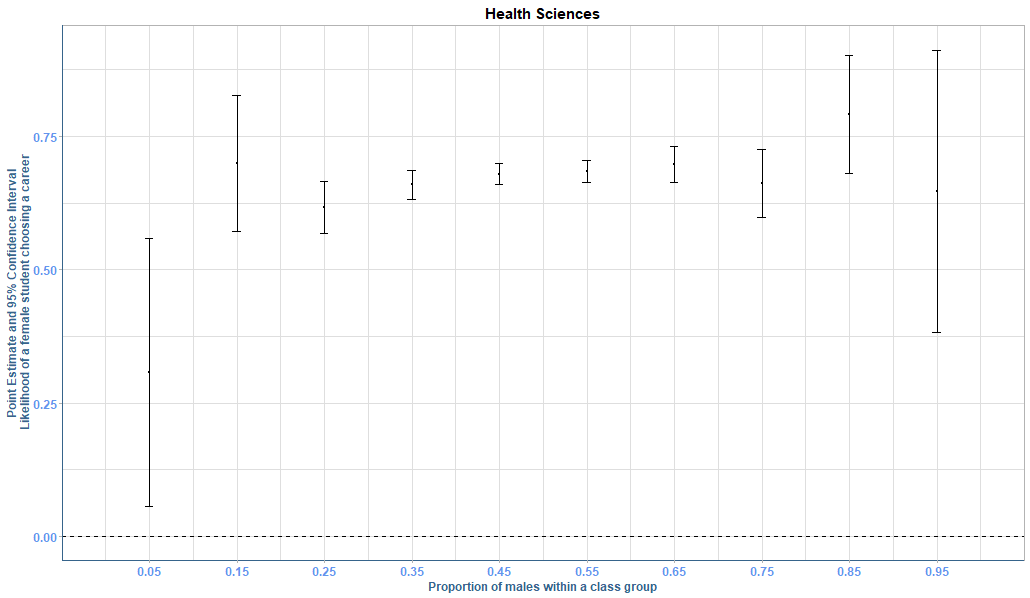 Health Sciences
Point Estimate and 95% Confidence Interval
Likelihood of a female student choosing a career
0.75
0.50
0.25
0.00
0.05 0.15 0.25 0.35 0.45 0.55 0.65 0.75 0.85 0.95
Proportion of males within a class group